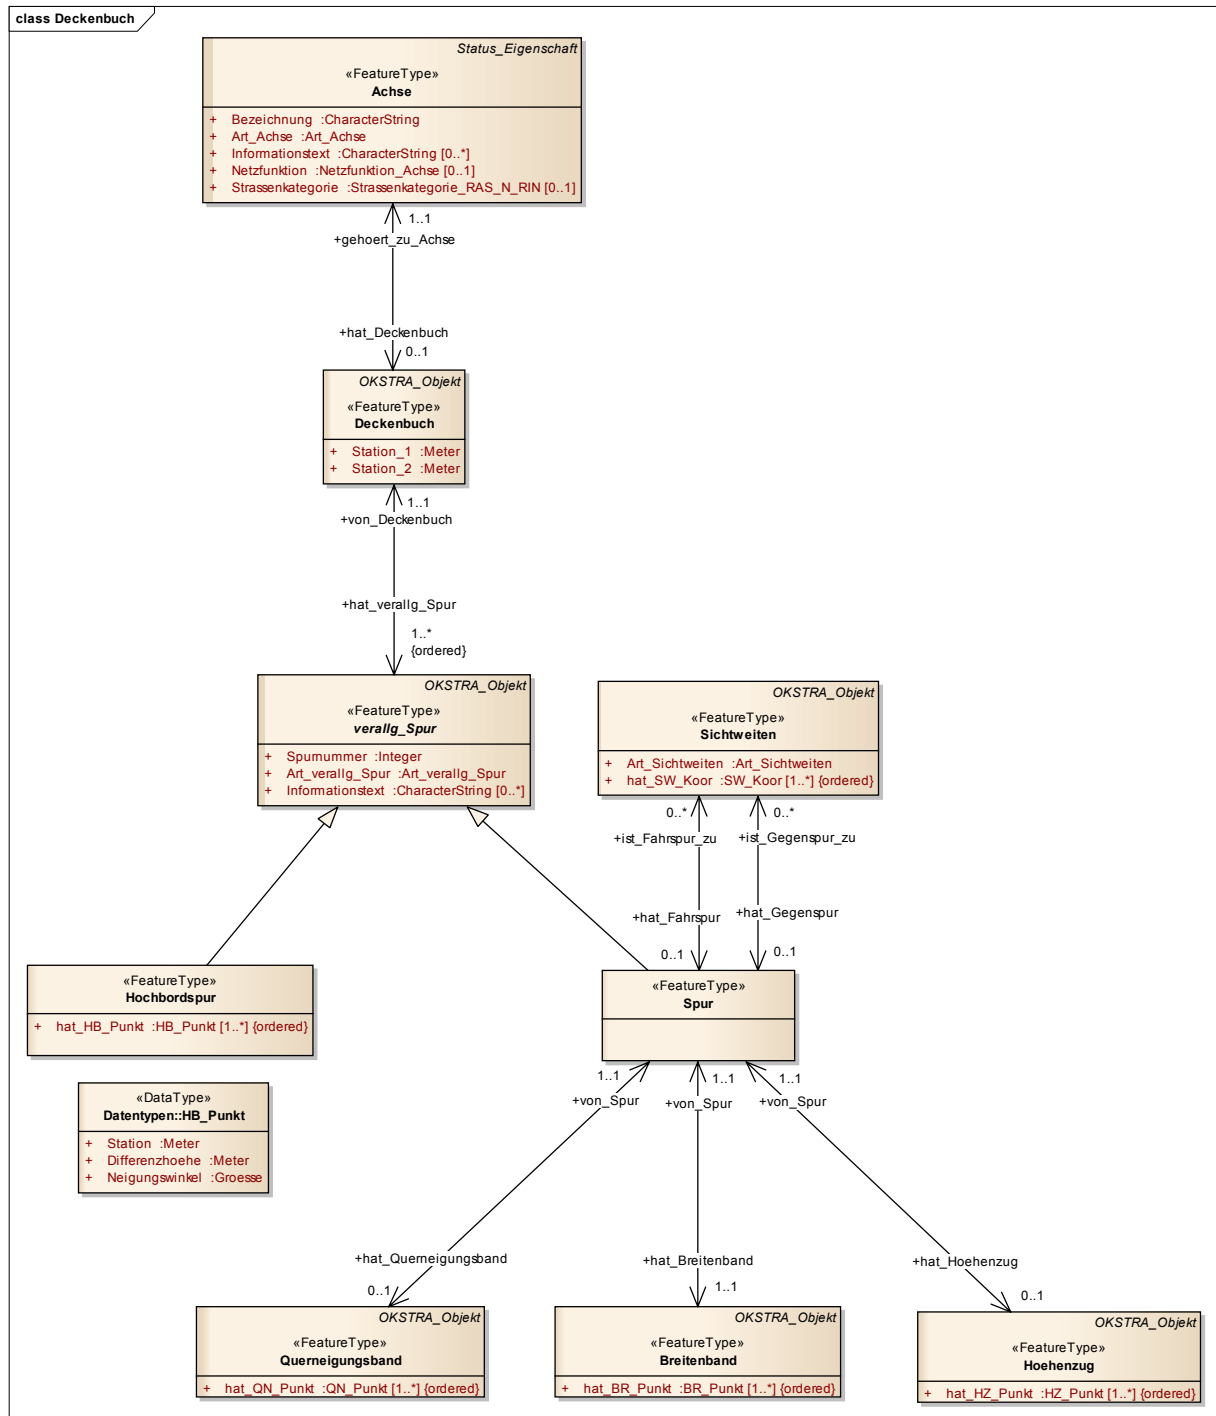 class Deckenbuch
Status_Eigenschaft
«FeatureType»
Achse
+ Bezeichnung :CharacterString
+ Art_Achse :Art_Achse
+ Informationstext :CharacterString [0..*]
+ Netzfunktion :Netzfunktion_Achse [0..1]
+ Strassenkategorie :Strassenkategorie_RAS_N_RIN [0..1]
1..1
+gehoert_zu_Achse
+hat_Deckenbuch
0..1
OKSTRA_Objekt
«FeatureType»
Deckenbuch
+ Station_1 :Meter
+ Station_2 :Meter
1..1
+von_Deckenbuch
+hat_verallg_Spur
1..*
{ordered}
OKSTRA_Objekt
«FeatureType»
verallg_Spur
+ Spurnummer :Integer
+ Art_verallg_Spur :Art_verallg_Spur
+ Informationstext :CharacterString [0..*]
OKSTRA_Objekt
«FeatureType»
Sichtweiten
+ Art_Sichtweiten :Art_Sichtweiten
+ hat_SW_Koor :SW_Koor [1..*] {ordered}
0..* 0..*
+ist_Fahrspur_zu +ist_Gegenspur_zu
+hat_Fahrspur +hat_Gegenspur
0..1 0..1
«FeatureType»
Hochbordspur
+ hat_HB_Punkt :HB_Punkt [1..*] {ordered}
«FeatureType»
Spur
«DataType»
Datentypen::HB_Punkt
+ Station :Meter
+ Differenzhoehe :Meter
+ Neigungswinkel :Groesse
1..1 1..1 1..1
+von_Spur +von_Spur +von_Spur
+hat_Querneigungsband +hat_Breitenband +hat_Hoehenzug
0..1 1..1 0..1
OKSTRA_Objekt
«FeatureType»
Querneigungsband
+ hat_QN_Punkt :QN_Punkt [1..*] {ordered}
OKSTRA_Objekt
«FeatureType»
Breitenband
+ hat_BR_Punkt :BR_Punkt [1..*] {ordered}
OKSTRA_Objekt
«FeatureType»
Hoehenzug
+ hat_HZ_Punkt :HZ_Punkt [1..*] {ordered}